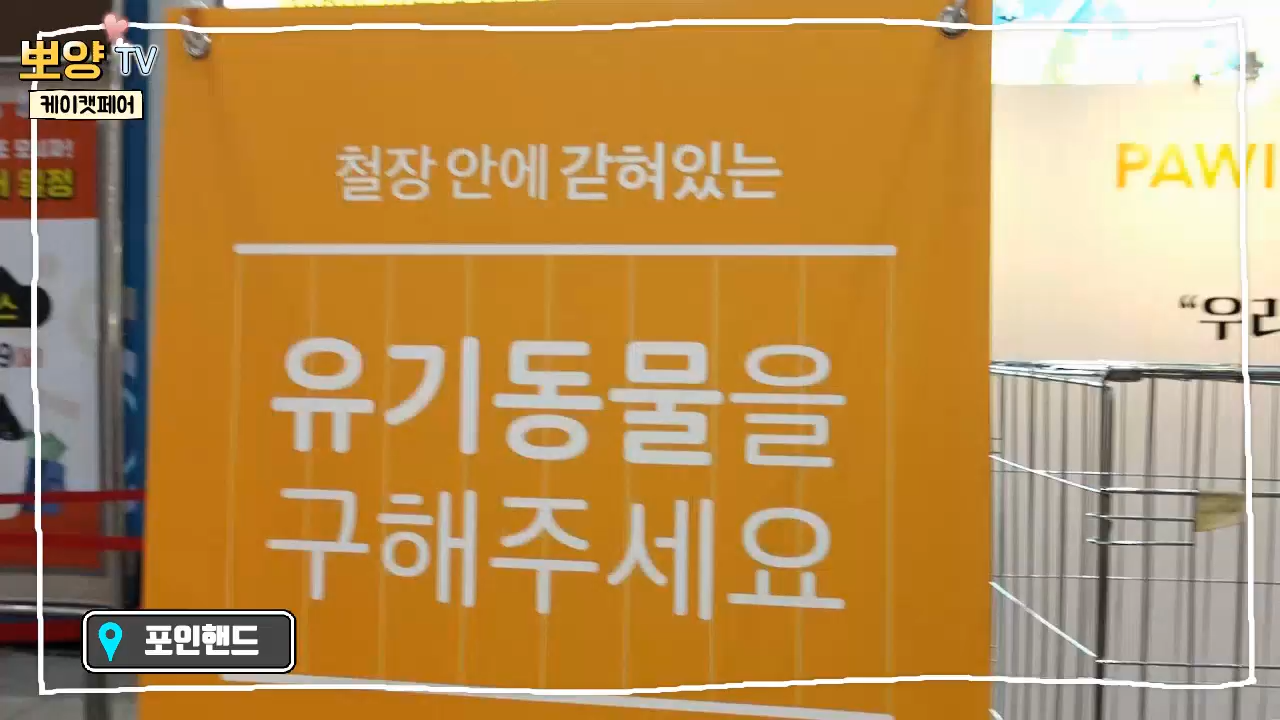 뽀양 TV
케이캣페어
철장 안에 갇혀있는
유기동물을
구해주세요
포인핸드
PAWI
“우리